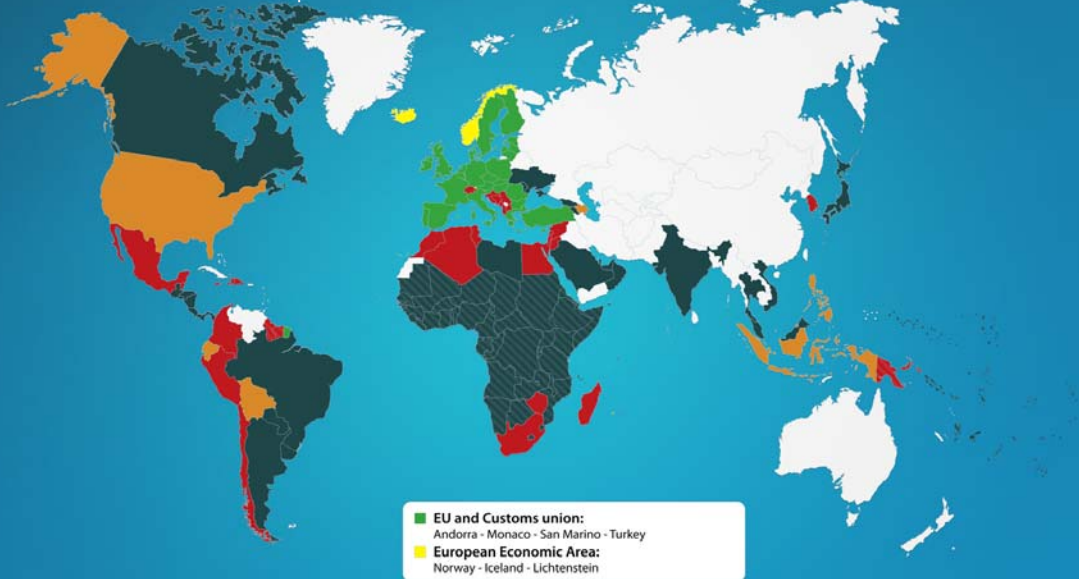 EU and Customs union:
Andorra - Monaco - San Marino - Turkey
European Economic Area:
Norway - Iceland - Lichtenstein